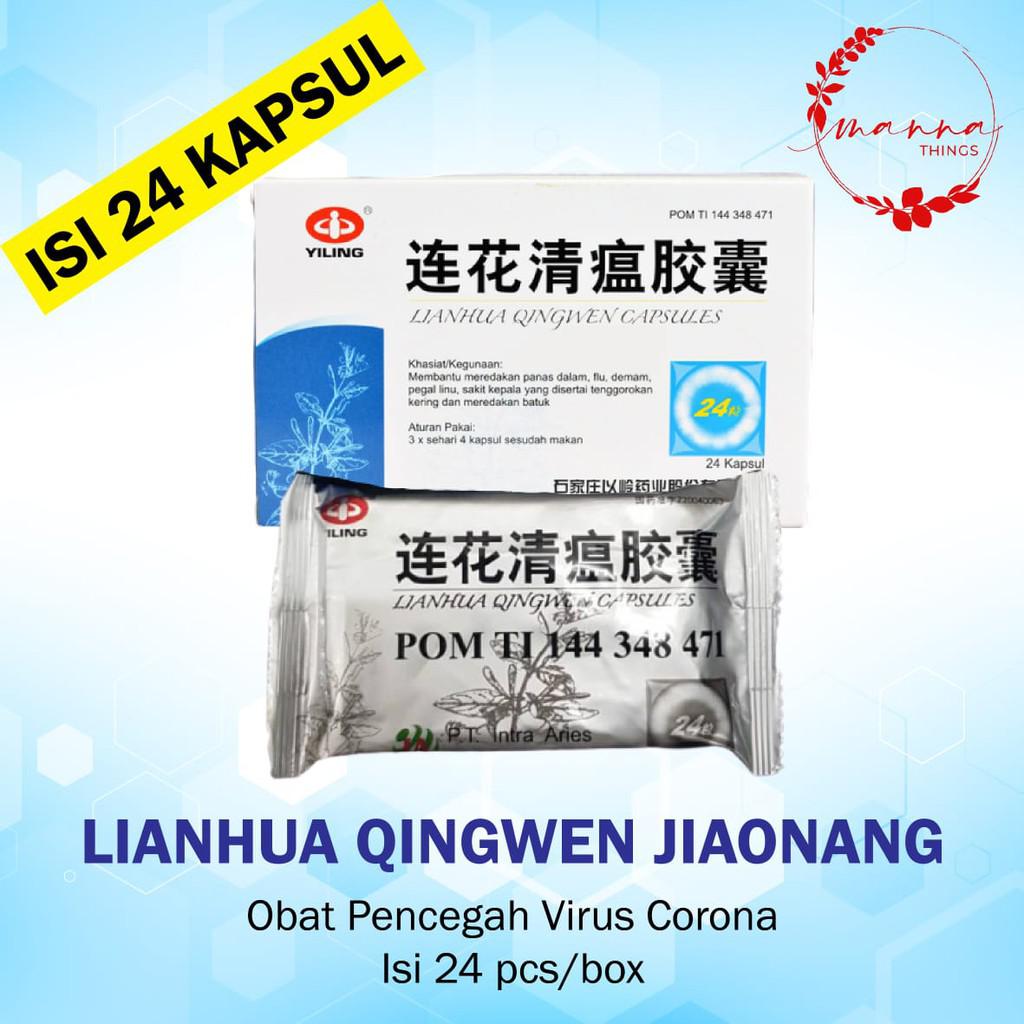 ISI 24 KAPSUL
manna
THINGS
YILING
®
POM TI 144 348 471
连花清瘟胶囊
LIANHUA QINGWEN CAPSULES
Khasiat/Kegunaan:
Membantu meredakan panas dalam, flu, demam,
pegal linu, sakit kepala yang disertai tenggorokan
kering dan meredakan batuk
Aturan Pakai:
3 x sehari 4 kapsul sesudah makan
24粒
24 Kapsul
石家庄以岭药业股份有
YILING
连花清瘟胶囊
LIANHUA QINGWEN CAPSULES
POM TI 144 348 471
24粒
P.T. Intra Aries
LIANHUA QINGWEN JIAONANG
Obat Pencegah Virus Corona
Isi 24 pcs/box